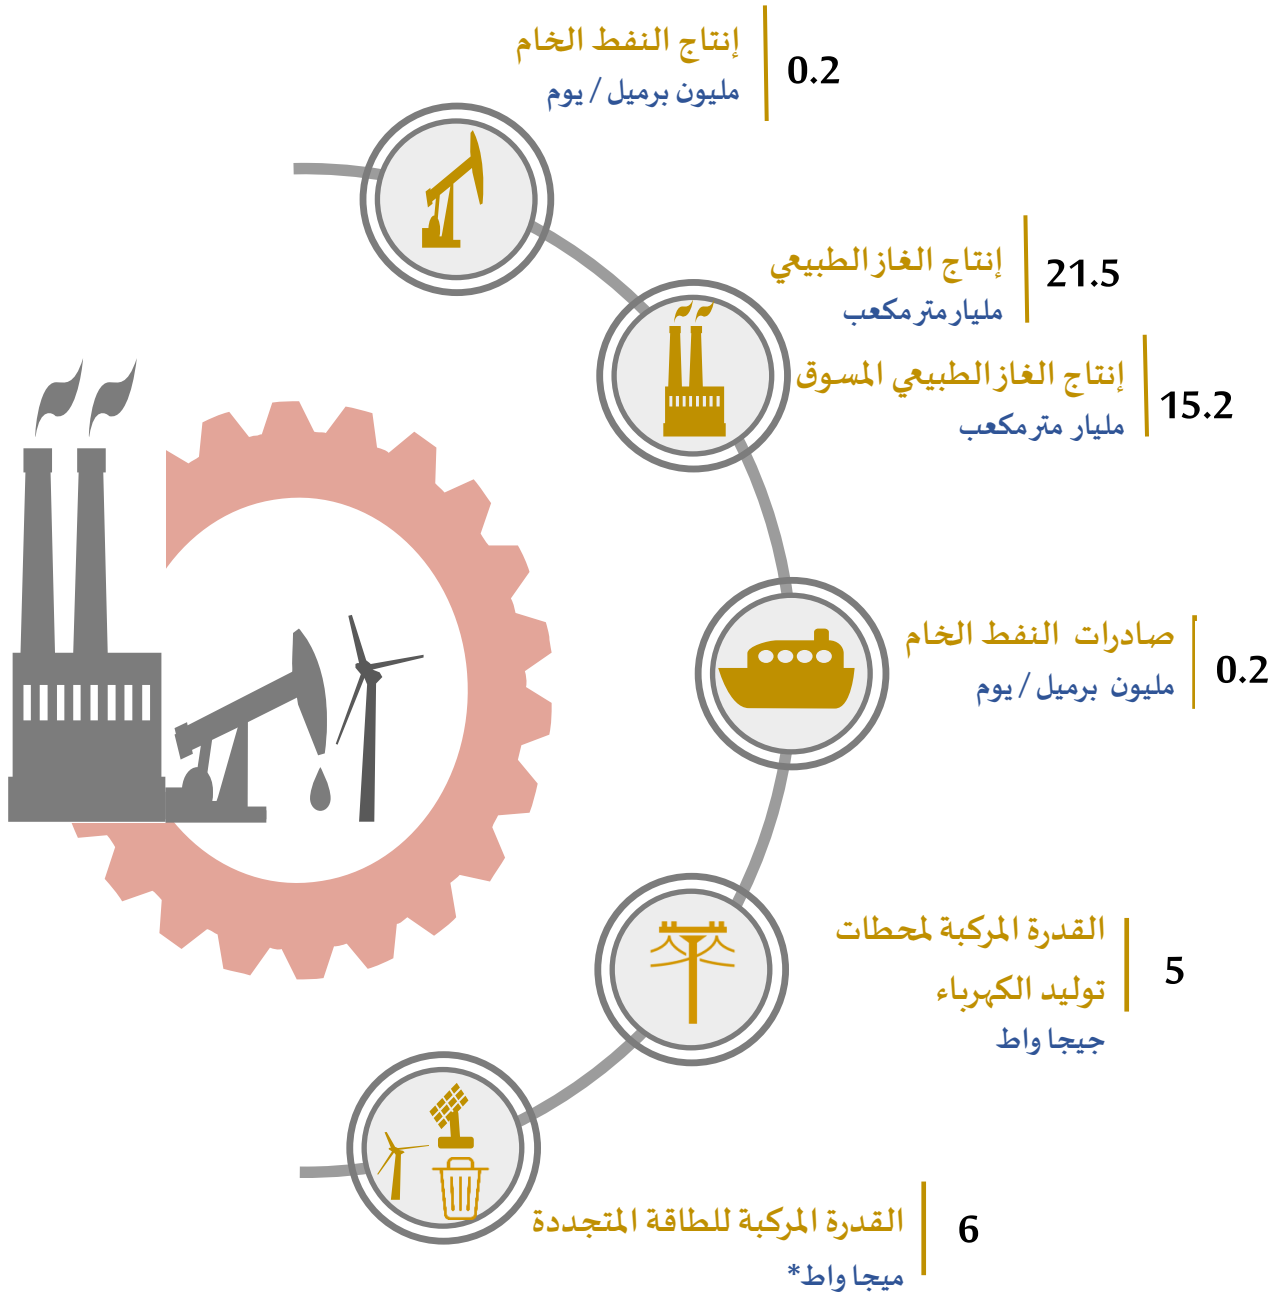 إنتاج النفط الخام
مليون برميل / يوم
0.2
إنتاج الغاز الطبيعي
مليار متر مكعب
21.5
إنتاج الغاز الطبيعي المسوق
مليار متر مكعب
15.2
صادرات النفط الخام
مليون برميل / يوم
0.2
القدرة المركبة لمحطات
توليد الكهرباء
جيجا واط
5
القدرة المركبة للطاقة المتجددة
ميجا واط*
6